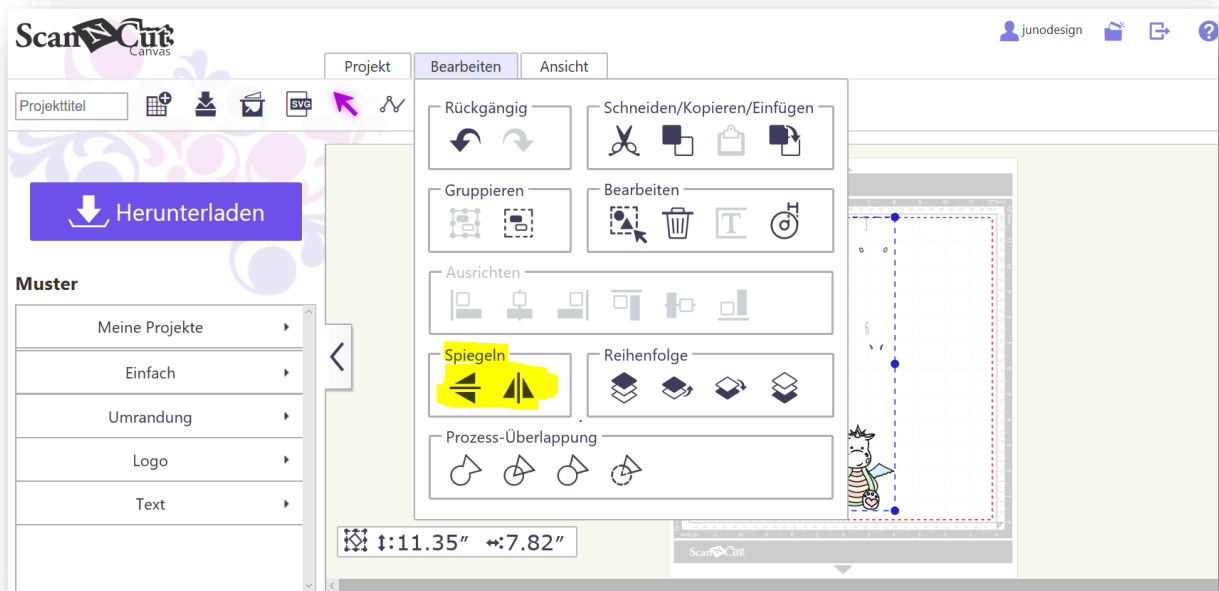 ScanNCut
Canvas
junodesign
Projekt
Bearbeiten
Ansicht
Projekttitel
SVG
Rückgängig
Schneiden/Kopieren/Einfügen
Herunterladen
Gruppieren
Bearbeiten
T
H
Muster
Ausrichten
Meine Projekte
Spiegeln
Reihenfolge
Einfach
Umrandung
Prozess-Überlappung
Logo
Text
11.35″ 7.82″
ScanNCut